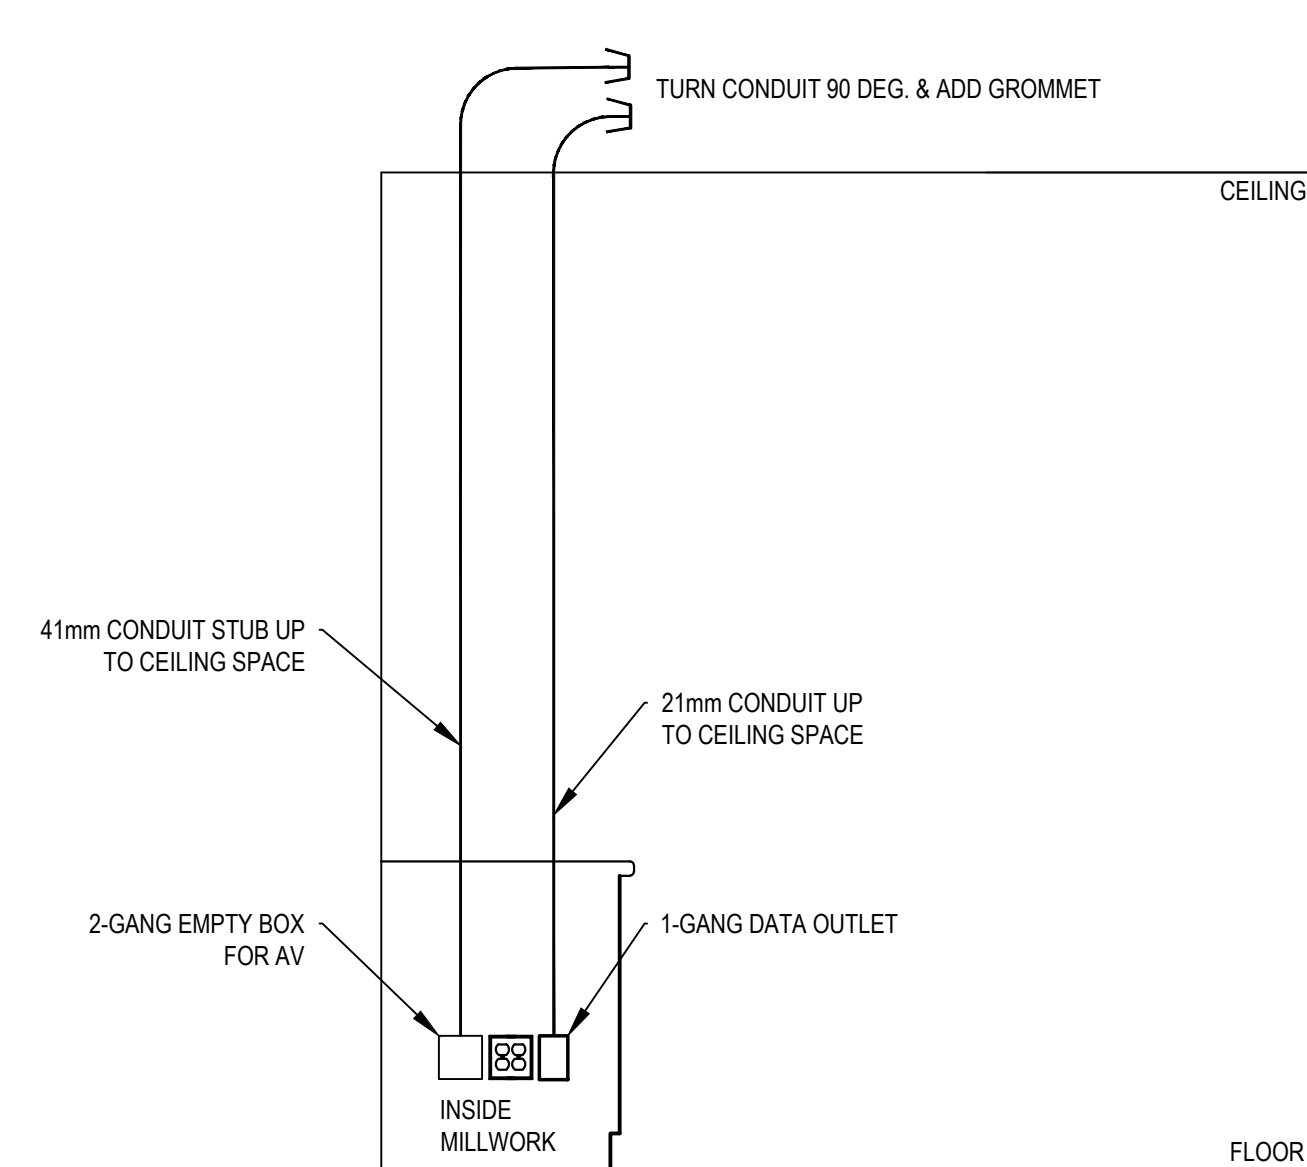 TURN CONDUIT 90 DEG. & ADD GROMMET
CEILING
41mm CONDUIT STUB UP
TO CEILING SPACE
21mm CONDUIT UP
TO CEILING SPACE
2-GANG EMPTY BOX
FOR AV
1-GANG DATA OUTLET
INSIDE
MILLWORK
FLOOR